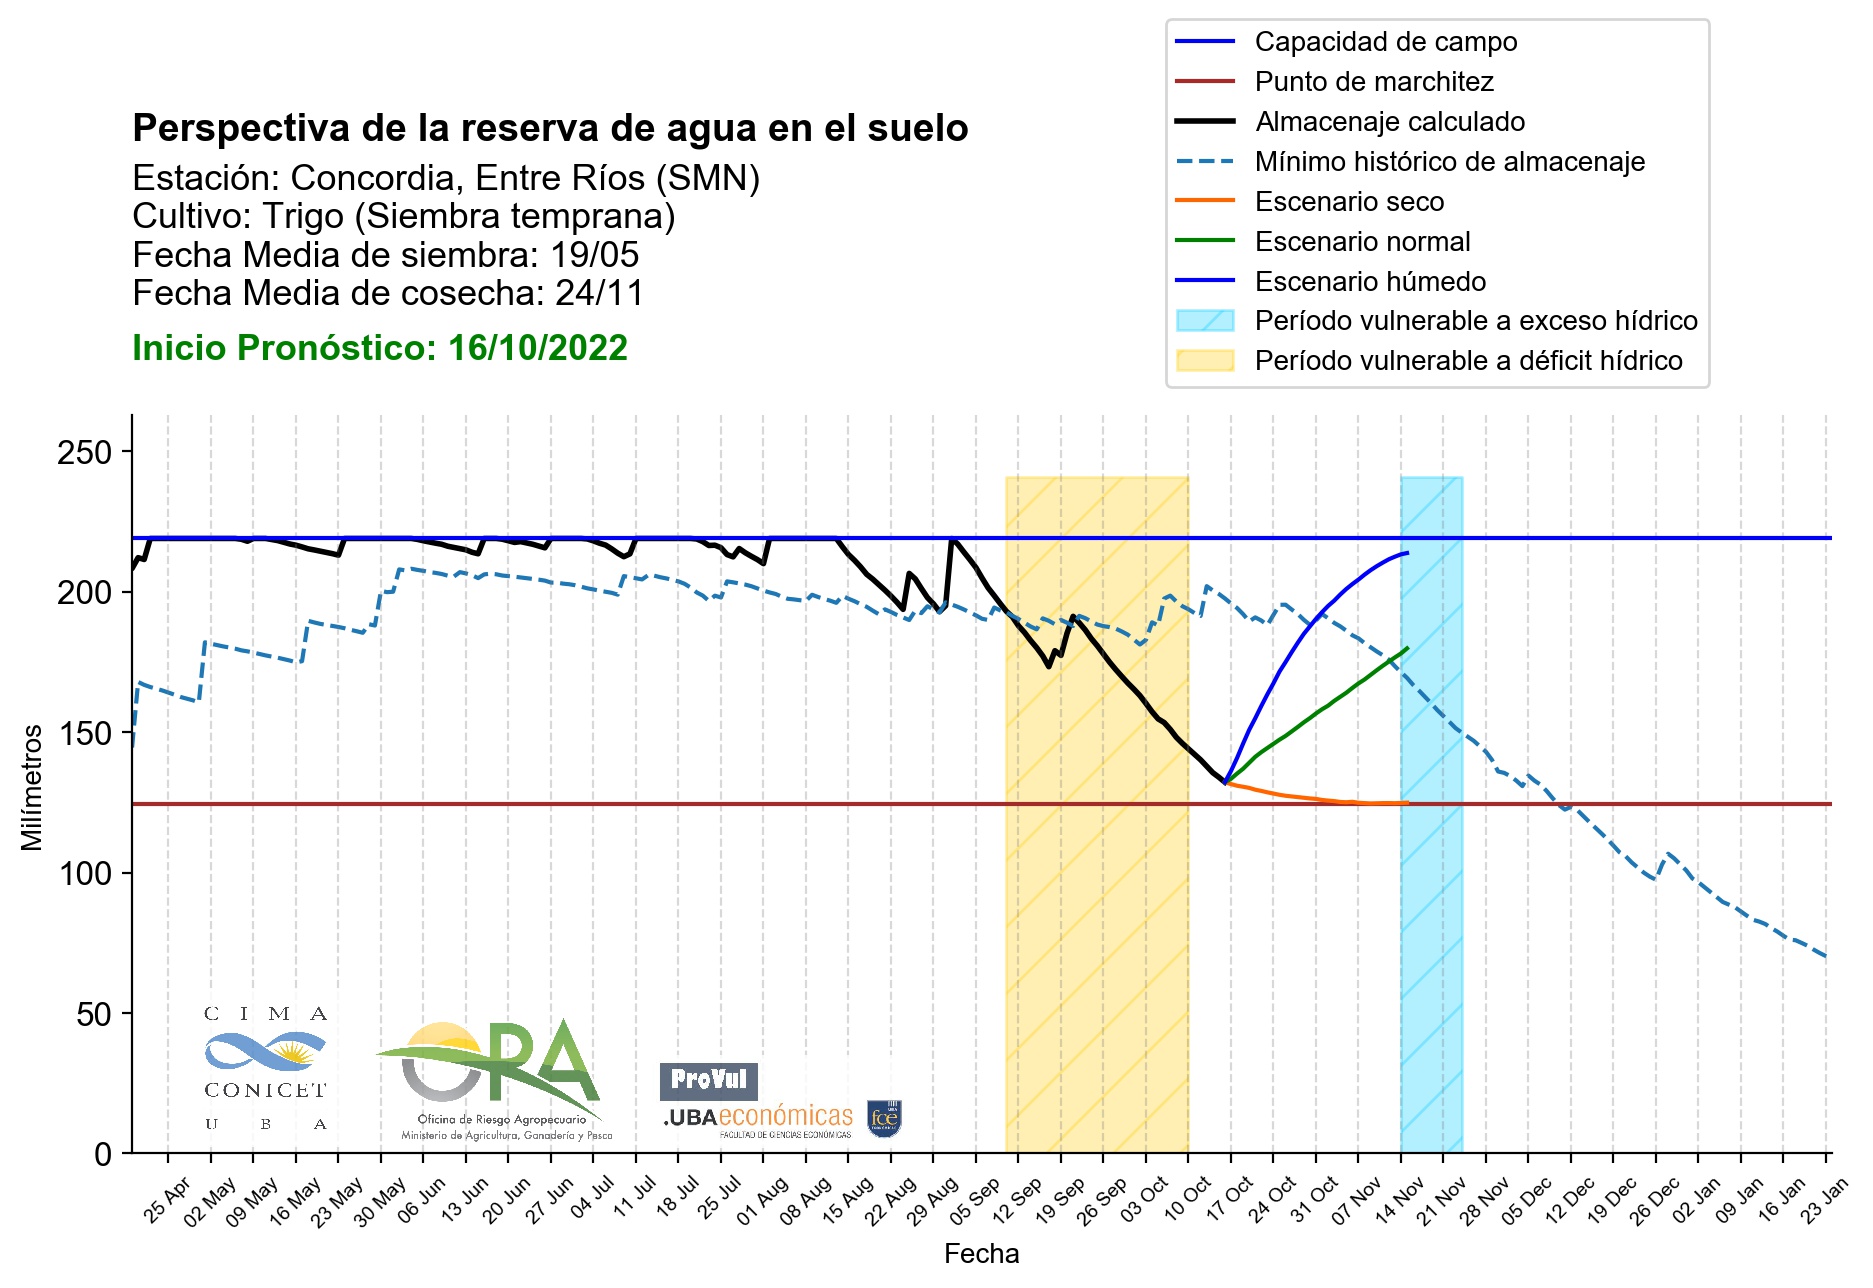 Capacidad de campo
Punto de marchitez
Almacenaje calculado
Mínimo histórico de almacenaje
Escenario seco
Escenario normal
Escenario húmedo
Período vulnerable a exceso hídrico
Período vulnerable a déficit hídrico
Perspectiva de la reserva de agua en el suelo
Estación: Concordia, Entre Ríos (SMN)
Cultivo: Trigo (Siembra temprana)
Fecha Media de siembra: 19/05
Fecha Media de cosecha: 24/11
Inicio Pronóstico: 16/10/2022
Milímetros
250
200
150
100
50
0
CIMA
CONICET
UBA
ORA
Oficina de Riesgo Agropecuario
Ministerio de Agricultura, Ganadería y Pesca
ProVul
.UBAeconómicas
FACULTAD DE CIENCIAS ECONÓMICAS
fce
25 Apr
02 May
09 May
16 May
23 May
30 May
06 Jun
13 Jun
20 Jun
27 Jun
04 Jul
11 Jul
18 Jul
25 Jul
01 Aug
08 Aug
15 Aug
22 Aug
29 Aug
05 Sep
12 Sep
19 Sep
26 Sep
03 Oct
10 Oct
17 Oct
24 Oct
31 Oct
07 Nov
14 Nov
21 Nov
28 Nov
05 Dec
12 Dec
19 Dec
26 Dec
02 Jan
09 Jan
16 Jan
23 Jan
Fecha